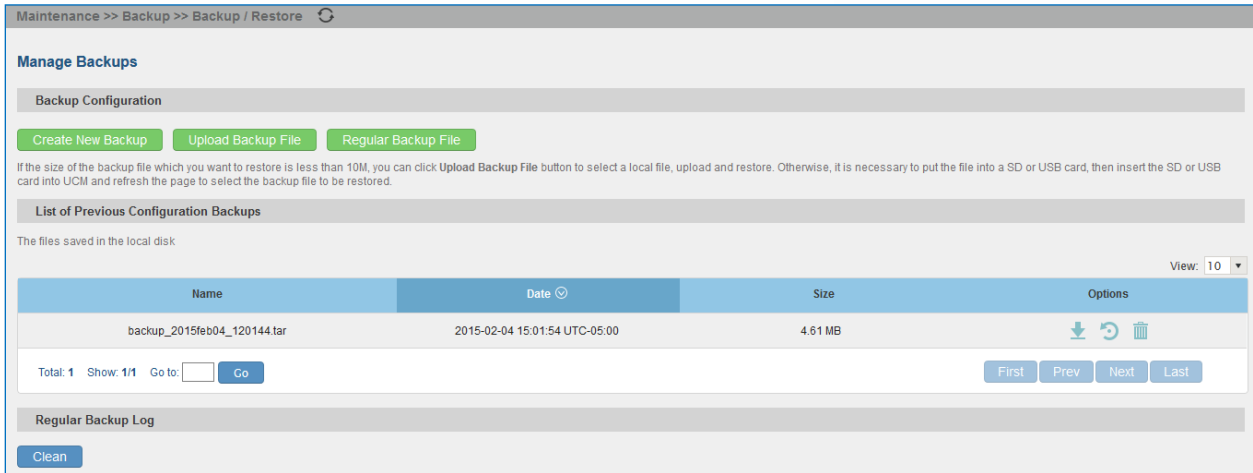 Maintenance >> Backup >> Backup / Restore
Manage Backups
Backup Configuration
Create New Backup Upload Backup File Regular Backup File
If the size of the backup file which you want to restore is less than 10M, you can click Upload Backup File button to select a local file, upload and restore. Otherwise, it is necessary to put the file into a SD or USB card, then insert the SD or USB
card into UCM and refresh the page to select the backup file to be restored.
List of Previous Configuration Backups
The files saved in the local disk
View: 10
Name Date Size Options
backup_2015feb04_120144.tar 2015-02-04 15:01:54 UTC-05:00 4.61 MB
Total: 1 Show: 1/1 Go to: Go First Prev Next Last
Regular Backup Log
Clean